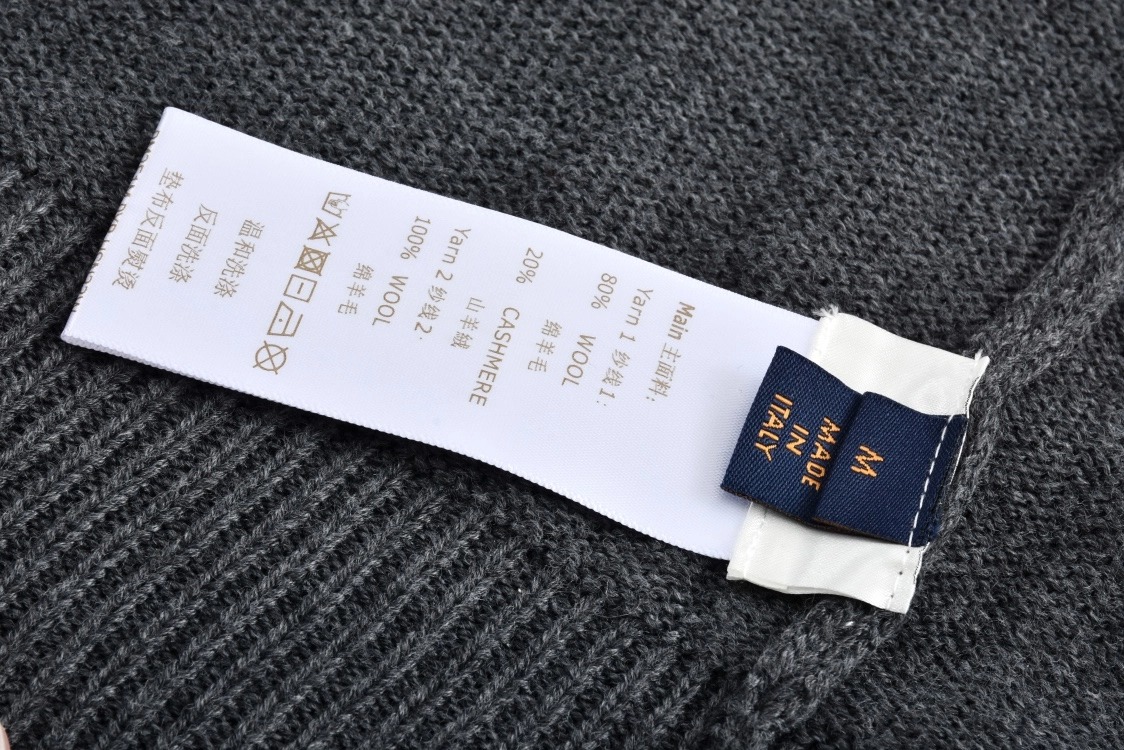 M
MADE
IN
ITALY
Main 主面料:
Yarn 1 纱线1:
80% WOOL
绵羊毛
20% CASHMERE
山羊绒
Yarn 2 纱线2:
100% WOOL
绵羊毛
温和洗涤
反面洗涤
垫布反面熨烫